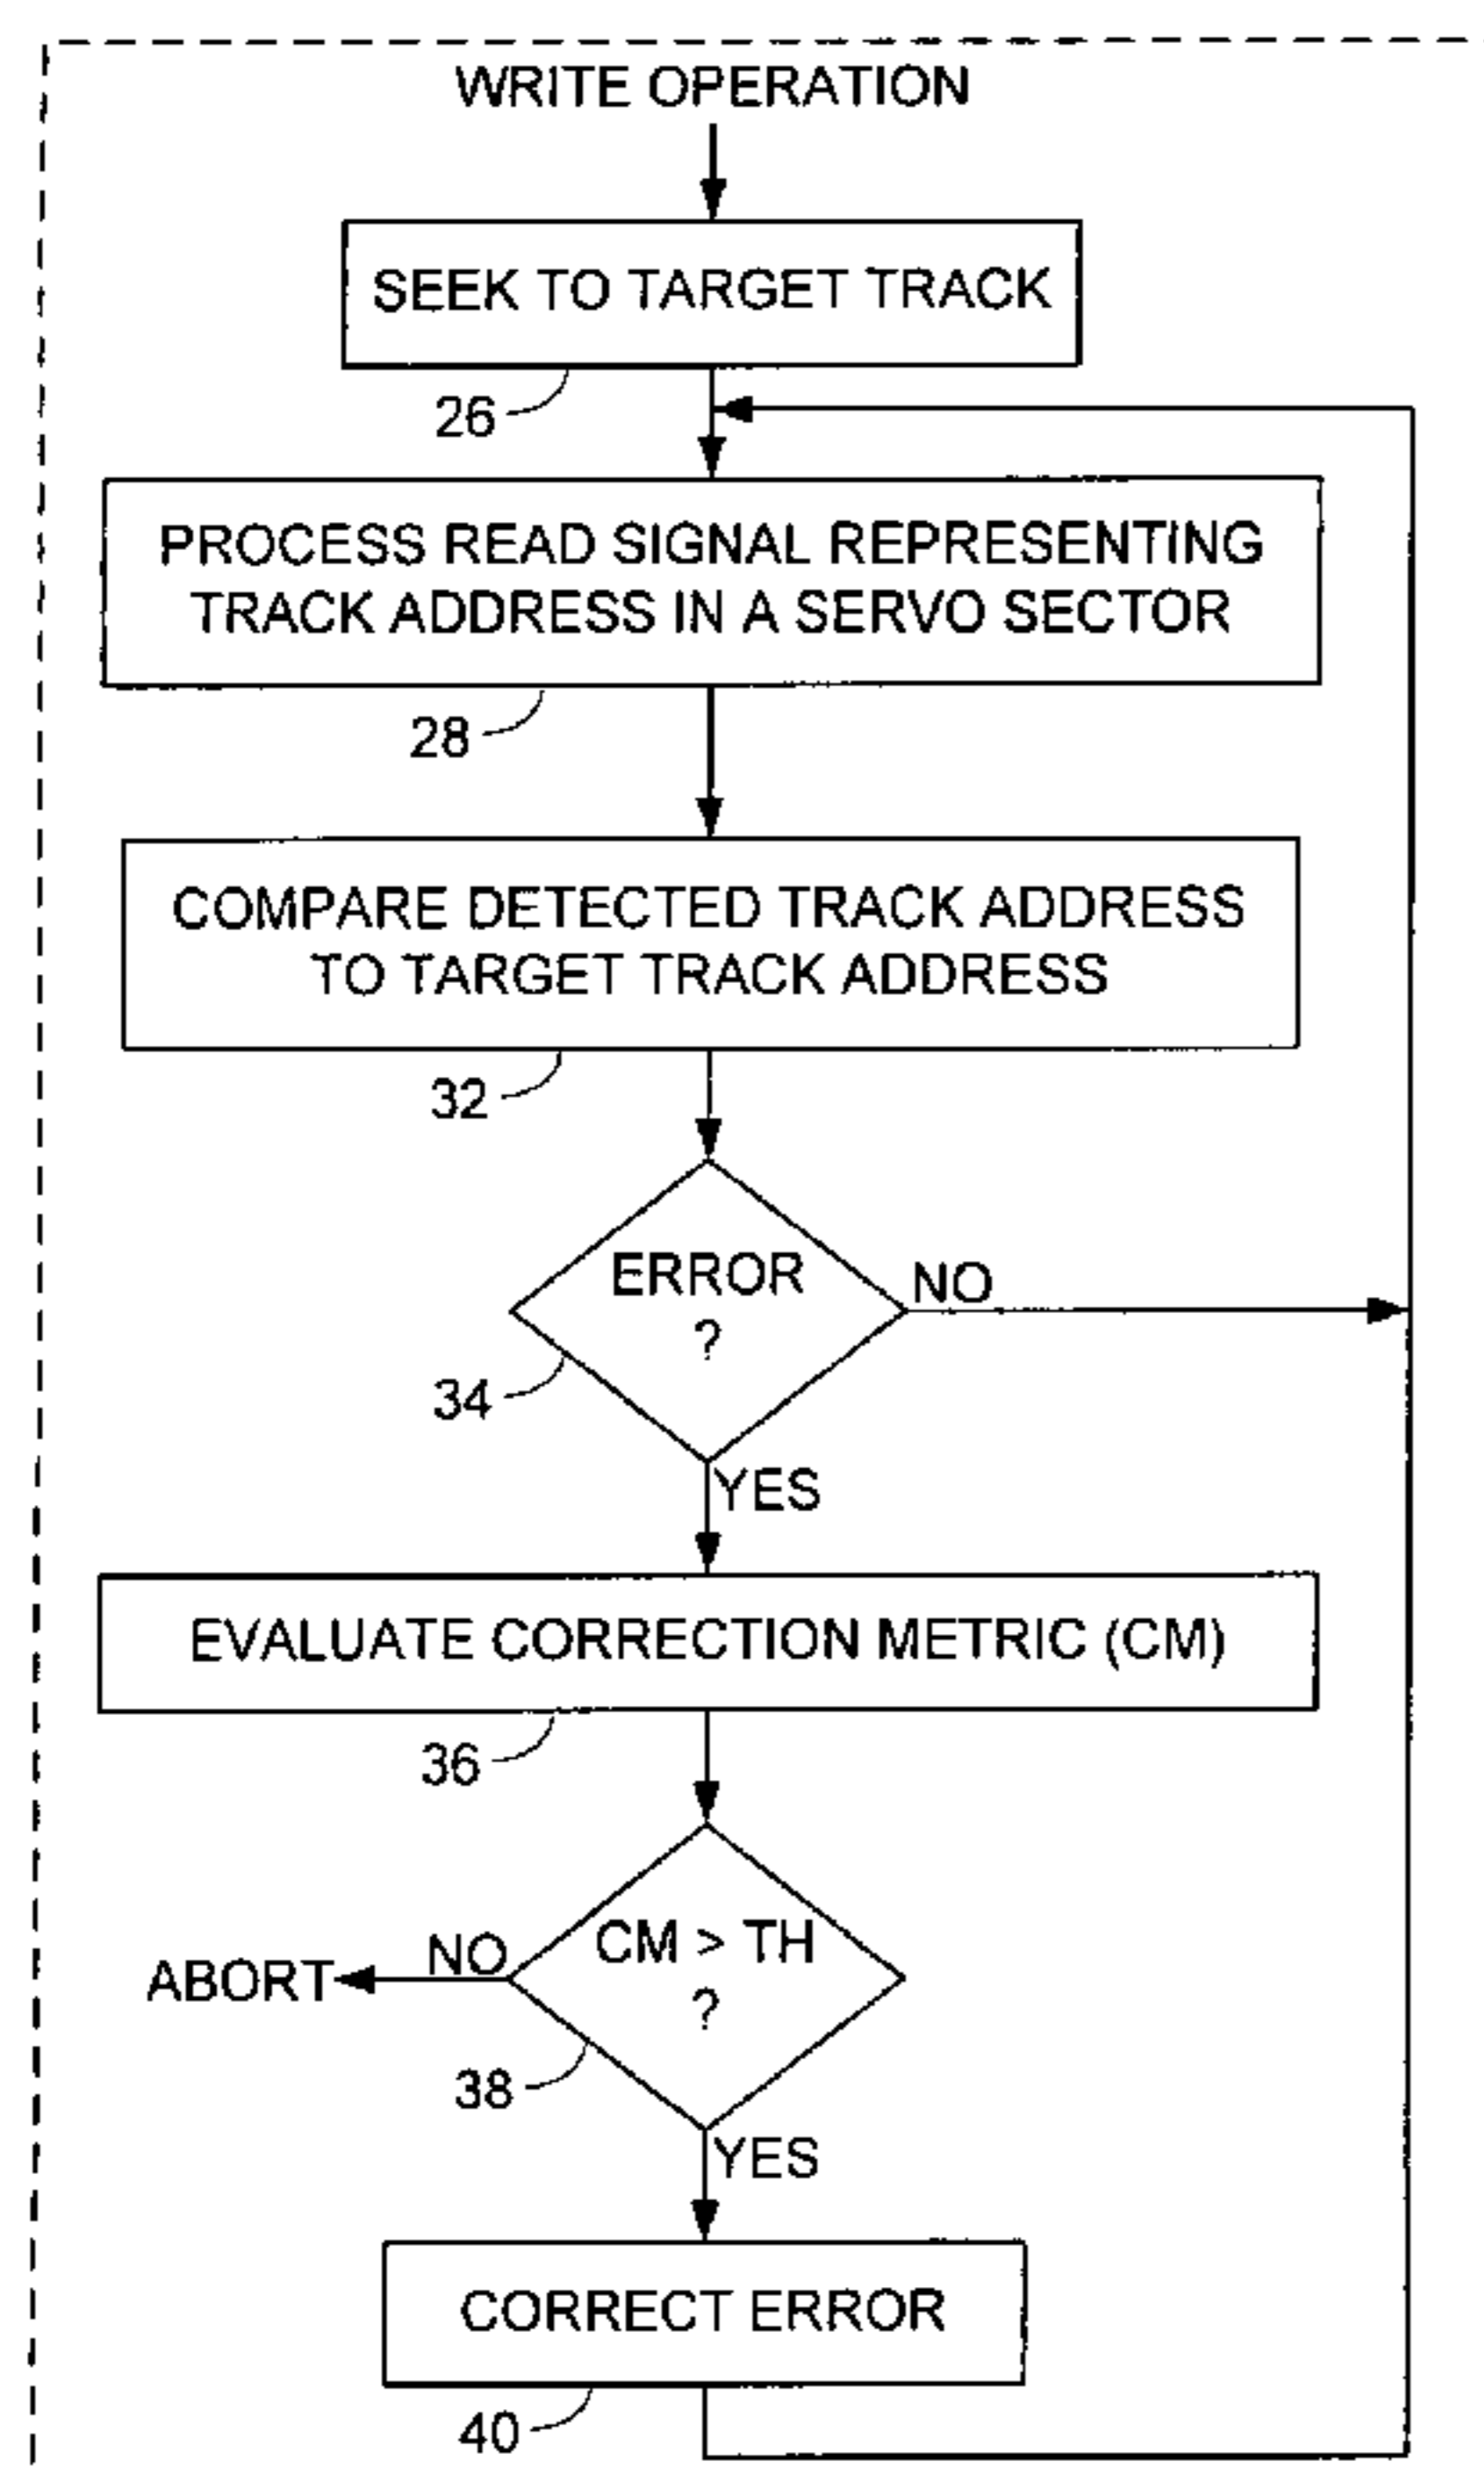 WRITE OPERATION
SEEK TO TARGET TRACK
26
PROCESS READ SIGNAL REPRESENTING
TRACK ADDRESS IN A SERVO SECTOR
28
COMPARE DETECTED TRACK ADDRESS
TO TARGET TRACK ADDRESS
32
ERROR
?
NO
34
YES
EVALUATE CORRECTION METRIC (CM)
36
CM > TH
?
NO
ABORT
38
YES
CORRECT ERROR
40